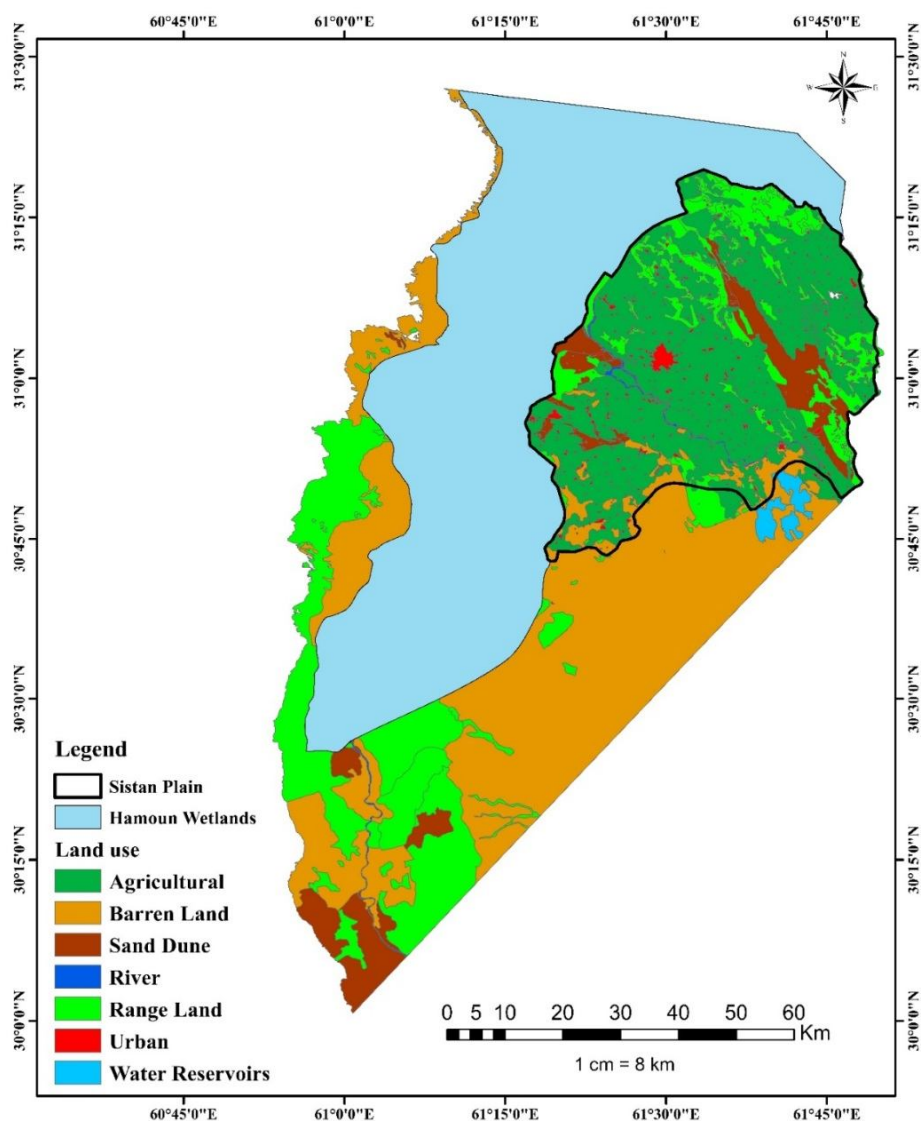 60°45'0"E 61°0'0"E 61°15'0"E 61°30'0"E 61°45'0"E
31°30'0"N 31°30'0"N
N
W E
S
31°15'0"N 31°15'0"N
31°0'0"N 31°0'0"N
30°45'0"N 30°45'0"N
30°30'0"N 30°30'0"N
30°15'0"N 30°15'0"N
30°0'0"N 30°0'0"N
Legend
Sistan Plain
Hamoun Wetlands
Land use
Agricultural
Barren Land
Sand Dune
River
Range Land
Urban
Water Reservoirs
0 5 10 20 30 40 50 60
Km
1 cm = 8 km
60°45'0"E 61°0'0"E 61°15'0"E 61°30'0"E 61°45'0"E